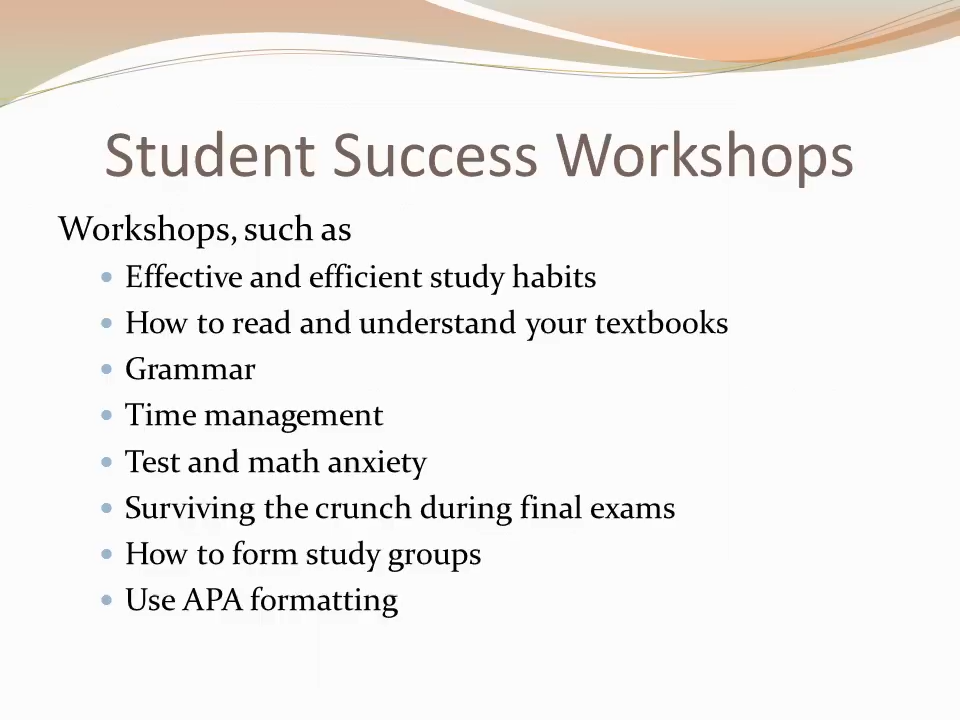 Student Success Workshops
Workshops, such as
• Effective and efficient study habits
• How to read and understand your textbooks
• Grammar
• Time management
• Test and math anxiety
• Surviving the crunch during final exams
• How to form study groups
• Use APA formatting